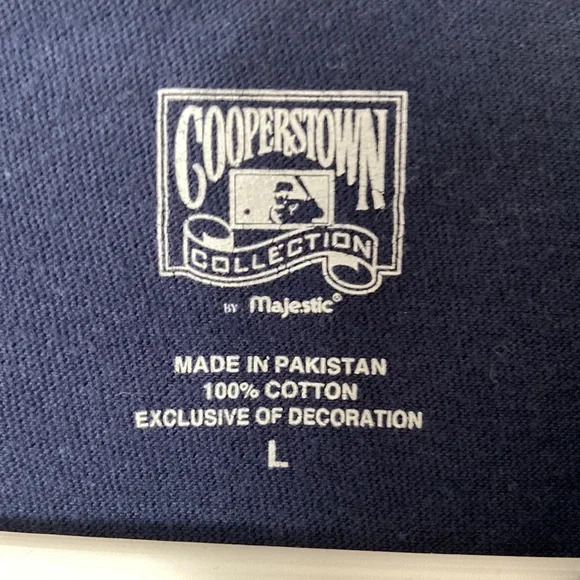 COOPERSTOWN
COLLECTION
BY Majestic®
MADE IN PAKISTAN
100% COTTON
EXCLUSIVE OF DECORATION
L